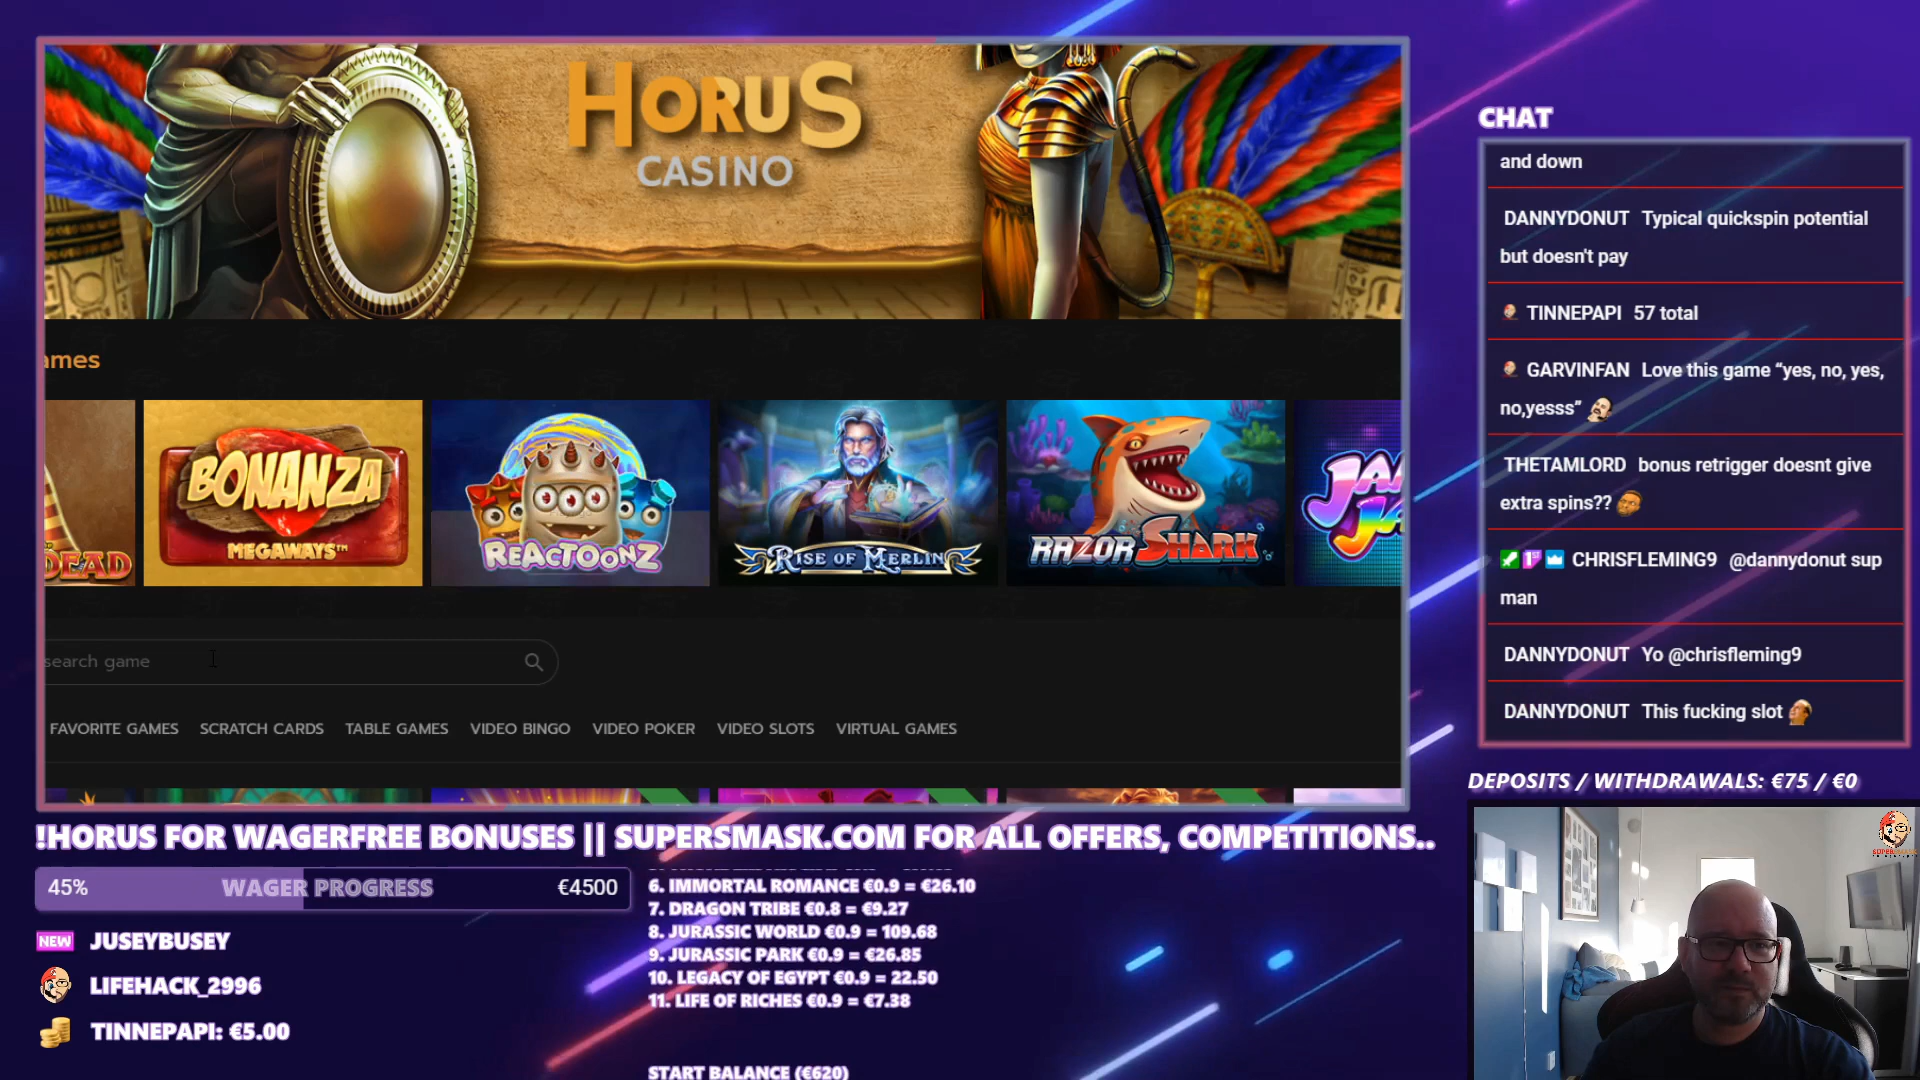 HORUS
CASINO
ames
DEAD
BONANZA
MEGAWAYS™
REACTOONZ
RISE OF MERLIN
RAZOR SHARK
search game
FAVORITE GAMES
SCRATCH CARDS
TABLE GAMES
VIDEO BINGO
VIDEO POKER
VIDEO SLOTS
VIRTUAL GAMES
CHAT
and down
DANNYDONUT Typical quickspin potential
but doesn't pay
TINNEPAPI 57 total
GARVINFAN Love this game “yes, no, yes,
no,yesss”
THETAMLORD bonus retrigger doesnt give
extra spins??
CHRISFLEMING9 @dannydonut sup
man
DANNYDONUT Yo @chrisfleming9
DANNYDONUT This fucking slot
DEPOSITS / WITHDRAWALS: €75 / €0
!HORUS FOR WAGERFREE BONUSES || SUPERSMASK.COM FOR ALL OFFERS, COMPETITIONS..
45% WAGER PROGRESS €4500
NEW JUSEYBUSEY
LIFEHACK_2996
TINNEPAPI: €5.00
6. IMMORTAL ROMANCE €0.9 = €26.10
7. DRAGON TRIBE €0.8 = €9.27
8. JURASSIC WORLD €0.9 = 109.68
9. JURASSIC PARK €0.9 = €26.85
10. LEGACY OF EGYPT €0.9 = 22.50
11. LIFE OF RICHES €0.9 = €7.38
START BALANCE (€620)